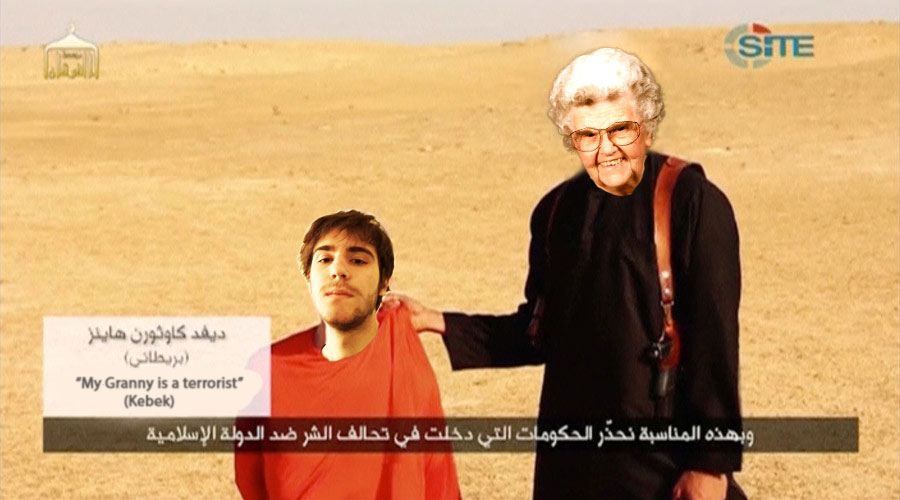 SITE
ديفد كاوثورن هاينز
(بريطاني)
“My Granny is a terrorist”
(Kebek)
وبهذه المناسبة نحذّر الحكومات التي دخلت في تحالف الشر ضد الدولة الإسلامية